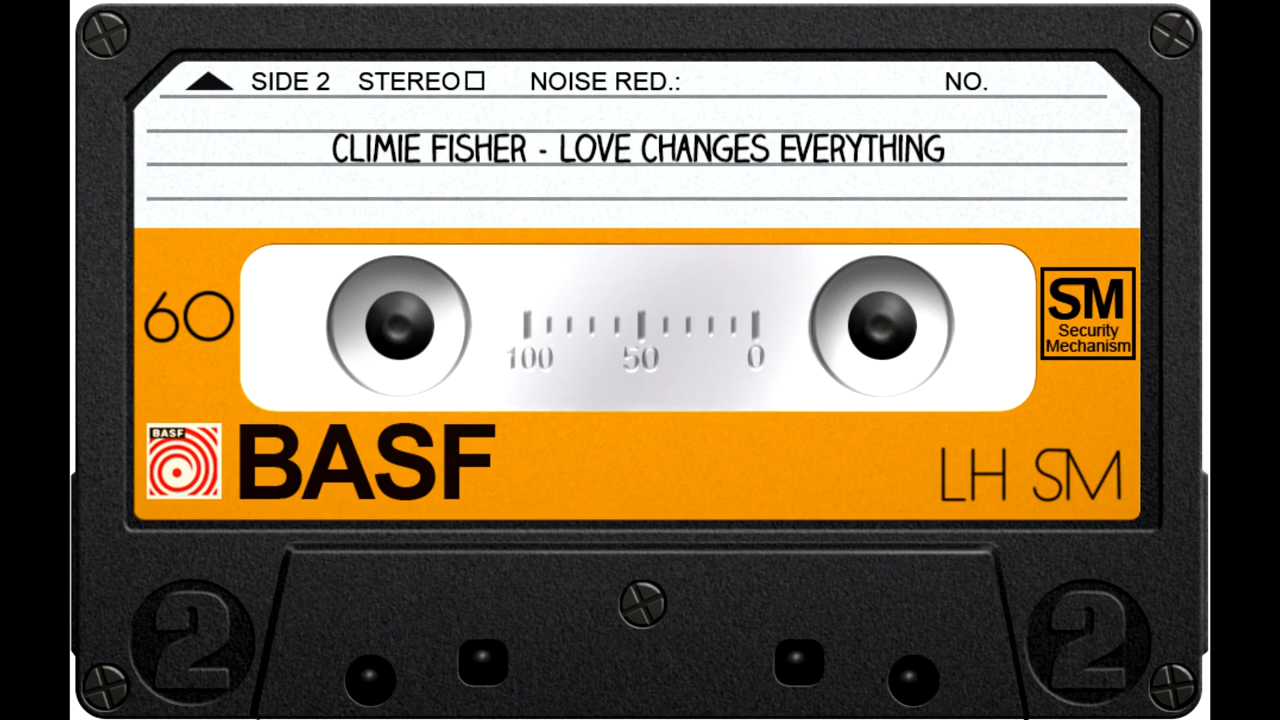 SIDE 2 STEREO NOISE RED.: NO.
CLIMIE FISHER - LOVE CHANGES EVERYTHING
60
SM
Security
Mechanism
100 50 0
BASF
BASF
LH SM
2 2